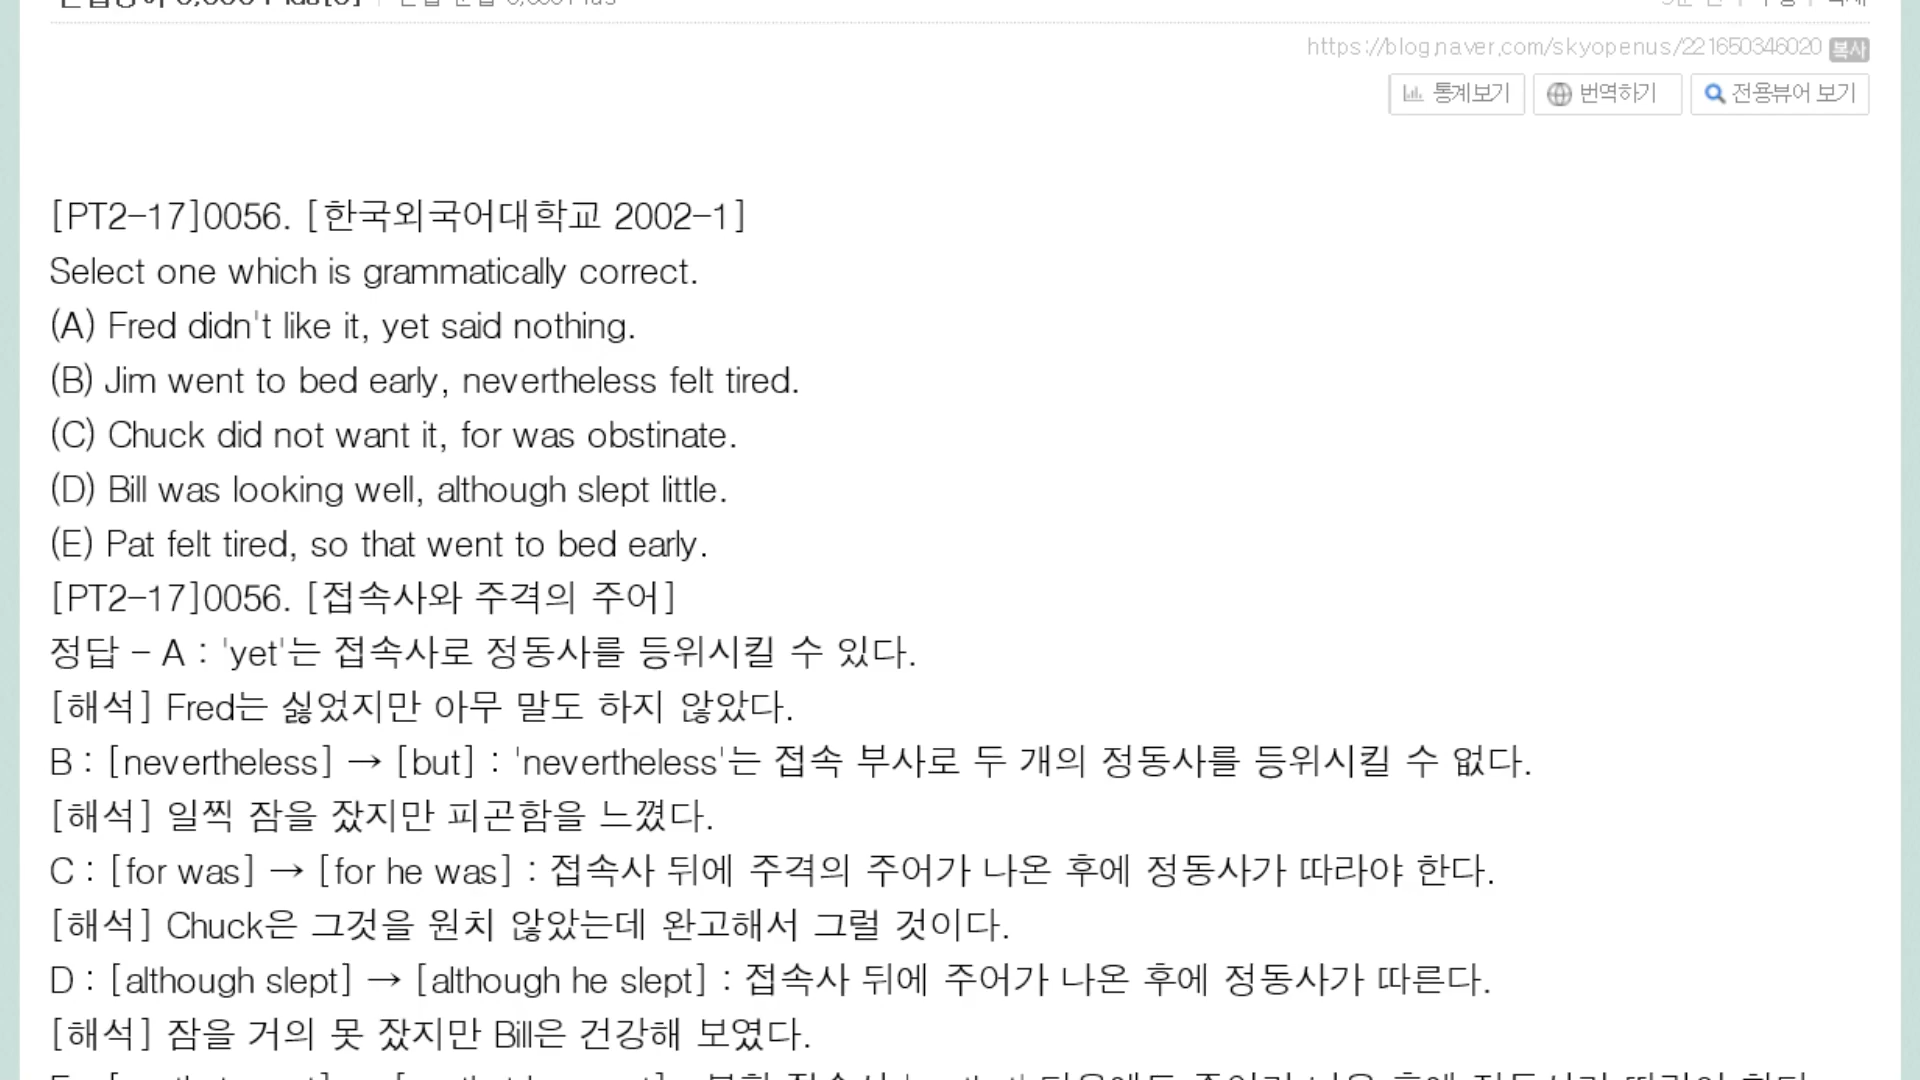 https://blog.naver.com/skyopenus/221650346020 복사
통계보기 번역하기 전용뷰어 보기
[PT2-17]0056. [한국외국어대학교 2002-1]
Select one which is grammatically correct.
(A) Fred didn't like it, yet said nothing.
(B) Jim went to bed early, nevertheless felt tired.
(C) Chuck did not want it, for was obstinate.
(D) Bill was looking well, although slept little.
(E) Pat felt tired, so that went to bed early.
[PT2-17]0056. [접속사와 주격의 주어]
정답 - A : 'yet'는 접속사로 정동사를 등위시킬 수 있다.
[해석] Fred는 싫었지만 아무 말도 하지 않았다.
B : [nevertheless] → [but] : 'nevertheless'는 접속 부사로 두 개의 정동사를 등위시킬 수 없다.
[해석] 일찍 잠을 잤지만 피곤함을 느꼈다.
C : [for was] → [for he was] : 접속사 뒤에 주격의 주어가 나온 후에 정동사가 따라야 한다.
[해석] Chuck은 그것을 원치 않았는데 완고해서 그럴 것이다.
D : [although slept] → [although he slept] : 접속사 뒤에 주어가 나온 후에 정동사가 따른다.
[해석] 잠을 거의 못 잤지만 Bill은 건강해 보였다.